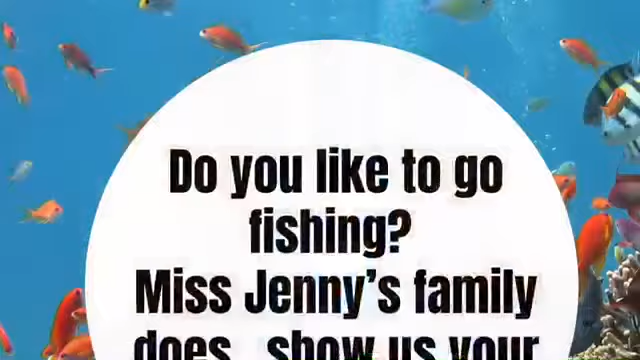 Do you like to go
fishing?
Miss Jenny's family
does, show us your